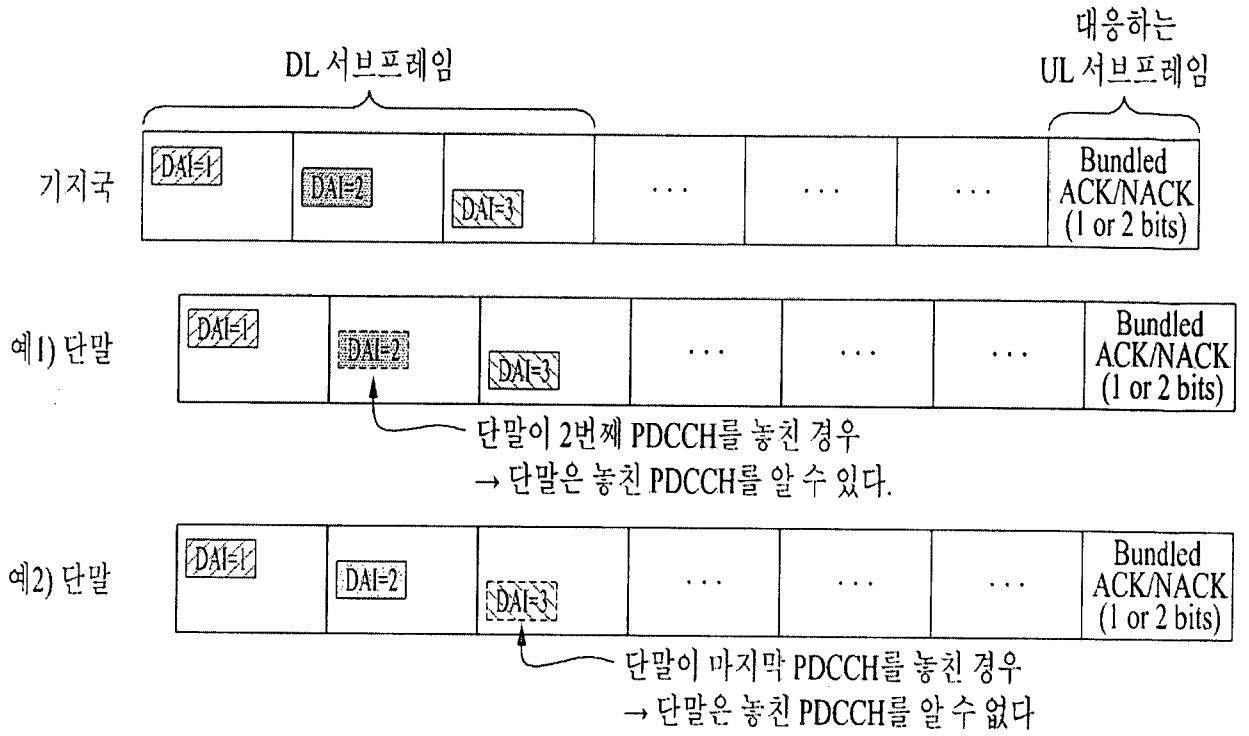 대응하는
DL 서브프레임
UL 서브프레임
기지국
DAI=1
DAI=2
DAI=3
...
...
...
Bundled
ACK/NACK
(1 or 2 bits)
예1) 단말
DAI=1
DAI=2
DAI=3
...
...
...
Bundled
ACK/NACK
(1 or 2 bits)
단말이 2번째 PDCCH를 놓친 경우
→ 단말은 놓친 PDCCH를 알 수 있다.
예2) 단말
DAI=1
DAI=2
DAI=3
...
...
...
Bundled
ACK/NACK
(1 or 2 bits)
단말이 마지막 PDCCH를 놓친 경우
→ 단말은 놓친 PDCCH를 알 수 없다